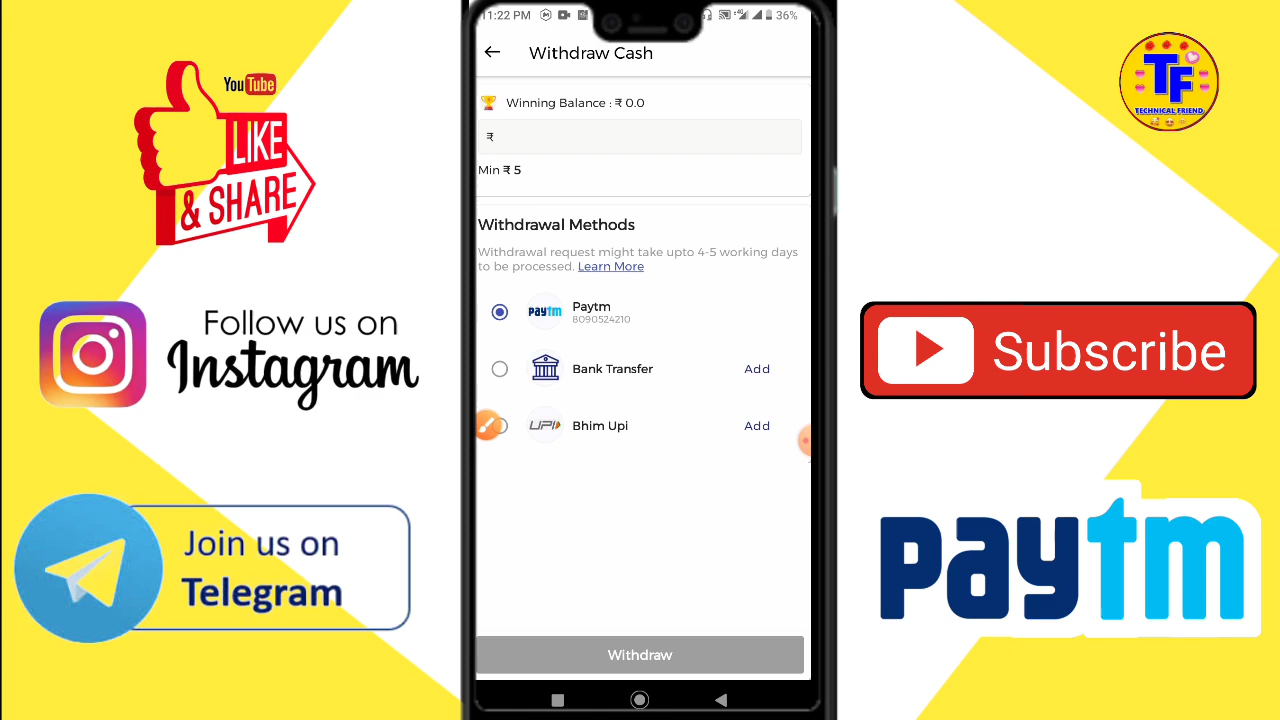 11:22 PM
4G
36%
Withdraw Cash
Winning Balance : ₹ 0.0
₹
Min ₹ 5
Withdrawal Methods
Withdrawal request might take upto 4-5 working days
to be processed. Learn More
paytm
Paytm
8090524210
Bank Transfer
Add
UPI
Bhim Upi
Add
Withdraw
YouTube
LIKE
& SHARE
Follow us on
Instagram
Join us on
Telegram
TF
TECHNICAL FRIEND
Subscribe
paytm